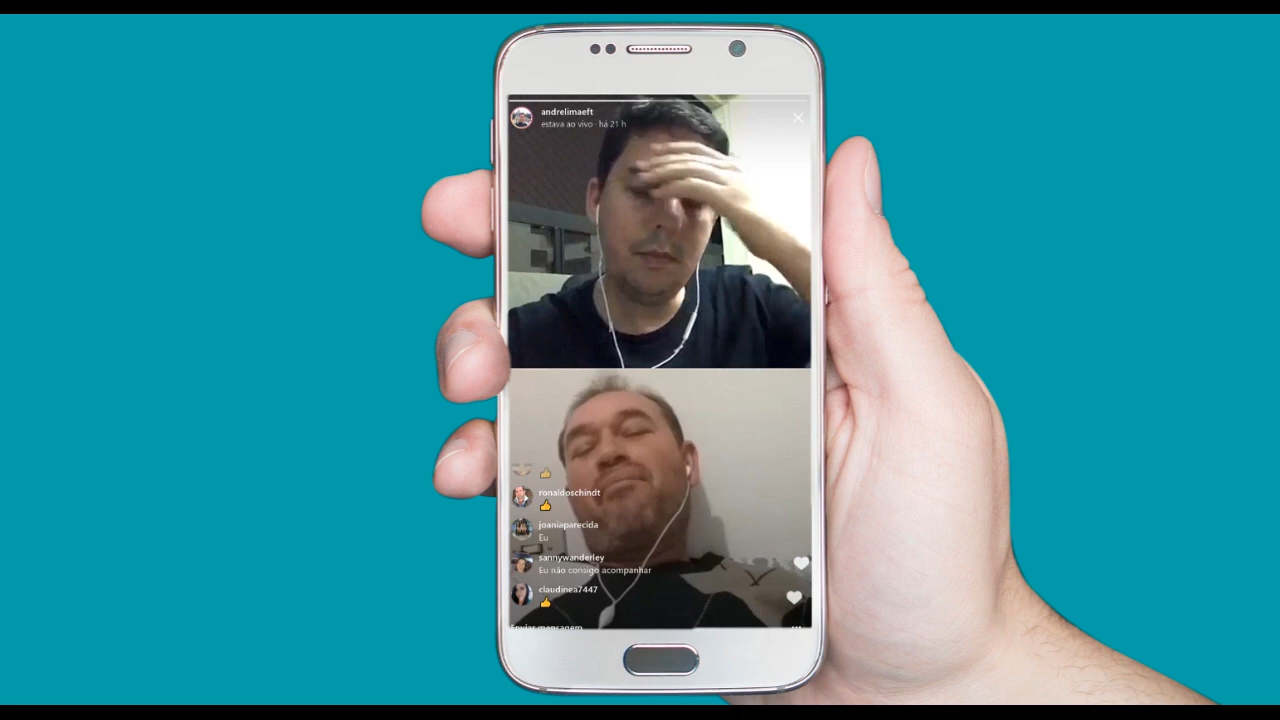 andrelimaeft
estava ao vivo · há 21 h
ronaldoschindt
joaniaparecida
Eu
sannywanderley
Eu não consigo acompanhar
claudinea7447
Enviar mensagem